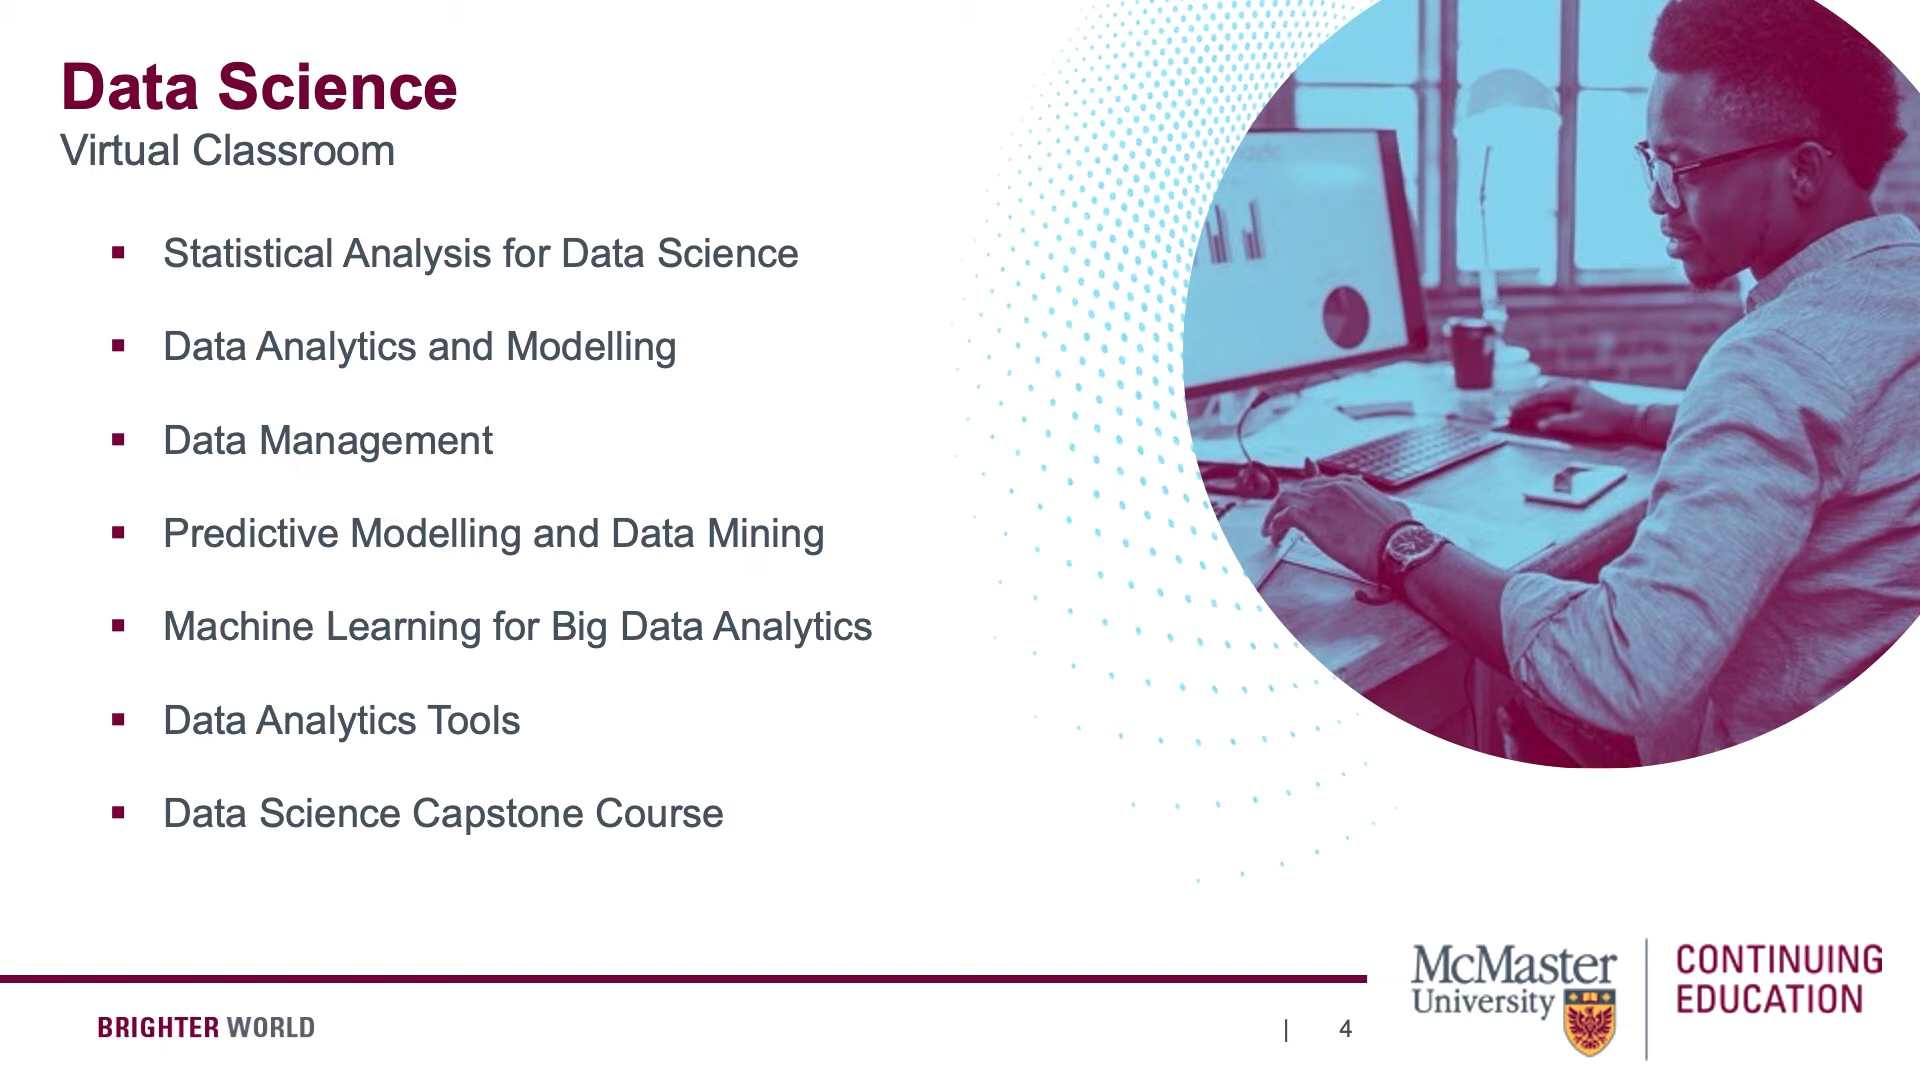 Data Science
Virtual Classroom
▪ Statistical Analysis for Data Science
▪ Data Analytics and Modelling
▪ Data Management
▪ Predictive Modelling and Data Mining
▪ Machine Learning for Big Data Analytics
▪ Data Analytics Tools
▪ Data Science Capstone Course
BRIGHTER WORLD
| 4
McMaster
University
CONTINUING
EDUCATION